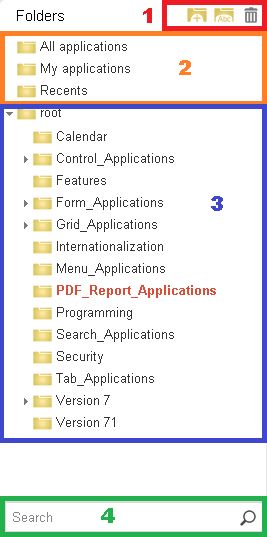 Folders 1 Abc
All applications
My applications 2
Recents
root
Calendar
Control_Applications
Features
Form_Applications 3
Grid_Applications
Internationalization
Menu_Applications
PDF_Report_Applications
Programming
Search_Applications
Security
Tab_Applications
Version 7
Version 71
Search 4